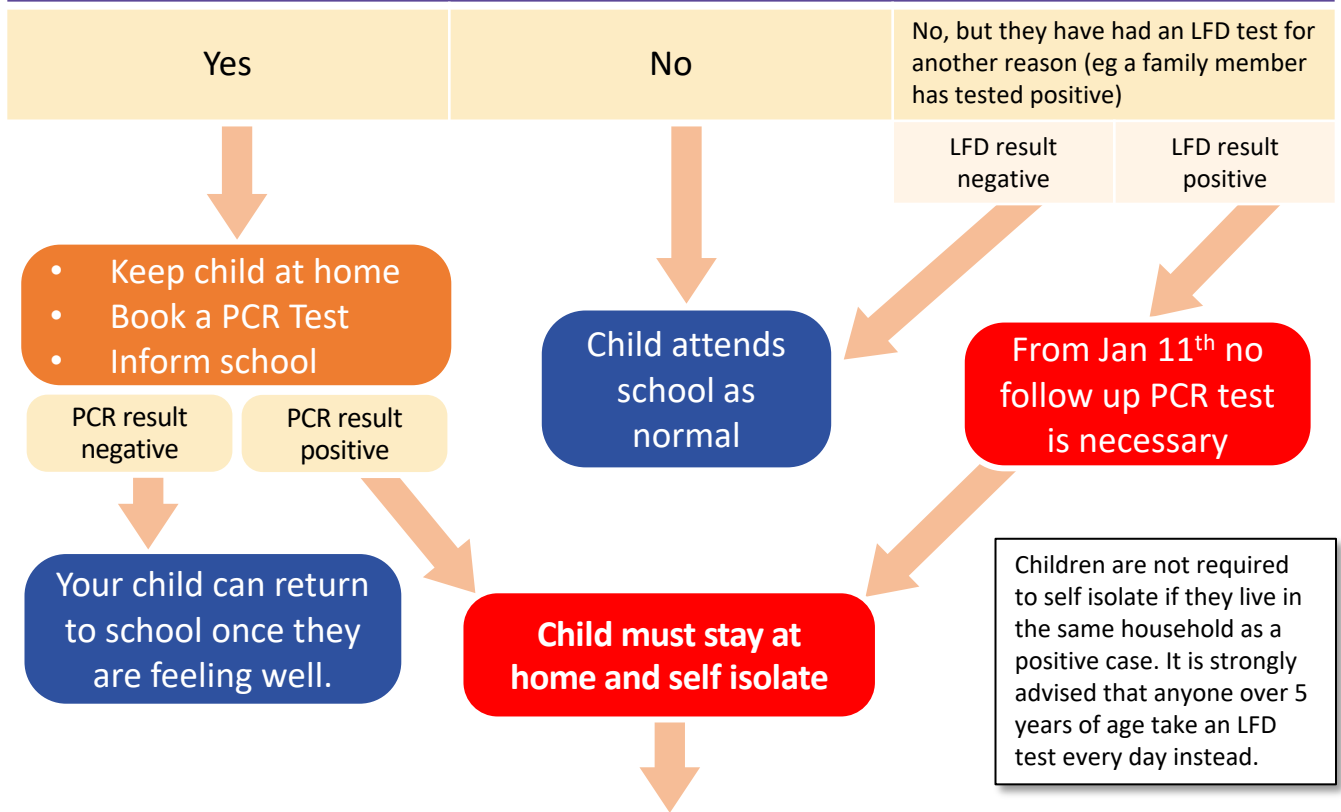 Yes
No
No, but they have had an LFD test for
another reason (eg a family member
has tested positive)
LFD result
negative
LFD result
positive
• Keep child at home
• Book a PCR Test
• Inform school
Child attends
school as
normal
From Jan 11th no
follow up PCR test
is necessary
PCR result
negative
PCR result
positive
Your child can return
to school once they
are feeling well.
Child must stay at
home and self isolate
Children are not required
to self isolate if they live in
the same household as a
positive case. It is strongly
advised that anyone over 5
years of age take an LFD
test every day instead.